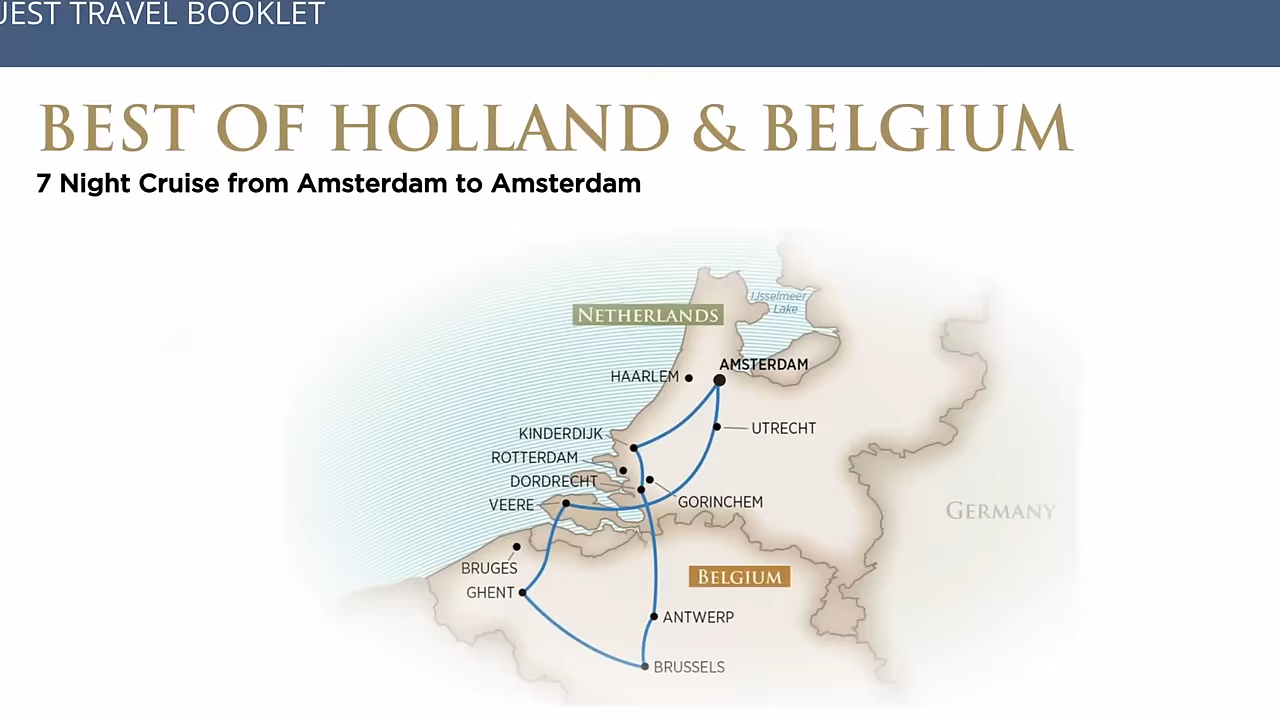 UEST TRAVEL BOOKLET
BEST OF HOLLAND & BELGIUM
7 Night Cruise from Amsterdam to Amsterdam
IJsselmeer
Lake
NETHERLANDS
AMSTERDAM
HAARLEM
UTRECHT
KINDERDIJK
ROTTERDAM
DORDRECHT
GORINCHEM
VEERE
GERMANY
BRUGES
BELGIUM
GHENT
ANTWERP
BRUSSELS